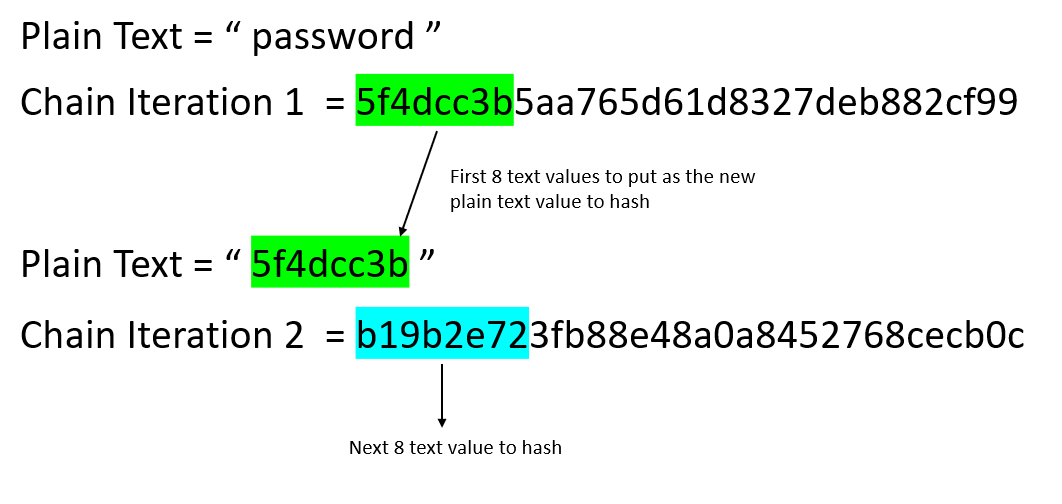 Plain Text = “ password ”
Chain Iteration 1 = 5f4dcc3b5aa765d61d8327deb882cf99
First 8 text values to put as the new
plain text value to hash
Plain Text = “ 5f4dcc3b ”
Chain Iteration 2 = b19b2e723fb88e48a0a8452768cecb0c
Next 8 text value to hash